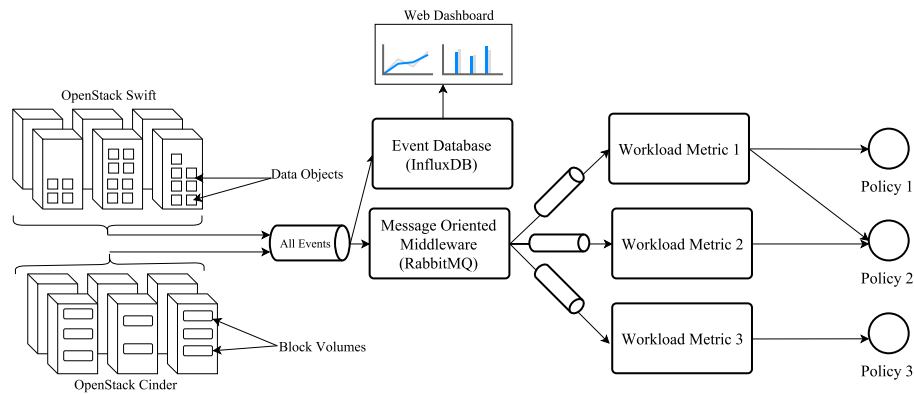 Web Dashboard
OpenStack Swift
Event Database
(InfluxDB)
Workload Metric 1
Policy 1
Data Objects
All Events
Message Oriented
Middleware
(RabbitMQ)
Workload Metric 2
Policy 2
Block Volumes
Workload Metric 3
Policy 3
OpenStack Cinder